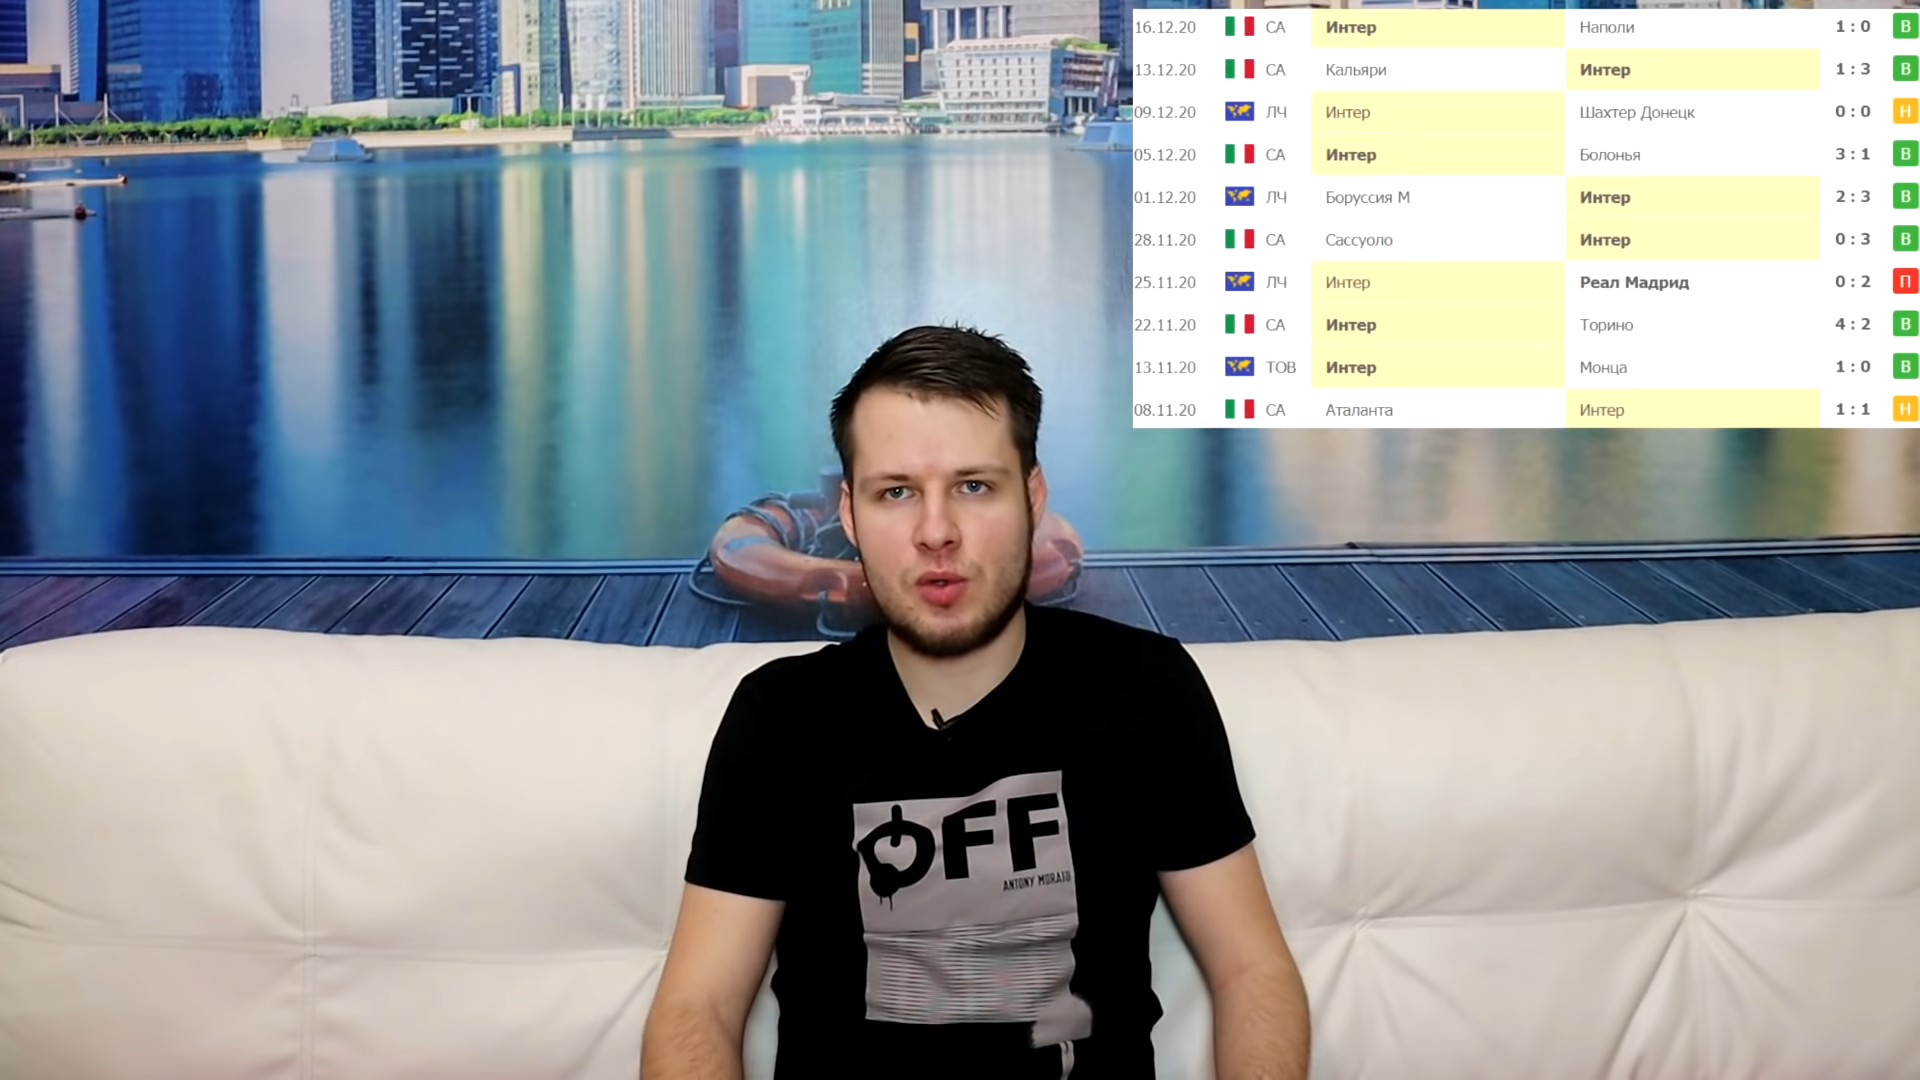 16.12.20 СА Интер Наполи 1 : 0 В
13.12.20 СА Кальяри Интер 1 : 3 В
09.12.20 ЛЧ Интер Шахтер Донецк 0 : 0 Н
05.12.20 СА Интер Болонья 3 : 1 В
01.12.20 ЛЧ Боруссия М Интер 2 : 3 В
28.11.20 СА Сассуоло Интер 0 : 3 В
25.11.20 ЛЧ Интер Реал Мадрид 0 : 2 П
22.11.20 СА Интер Торино 4 : 2 В
13.11.20 ТОВ Интер Монца 1 : 0 В
08.11.20 СА Аталанта Интер 1 : 1 Н
OFF
ANTONY MORATO